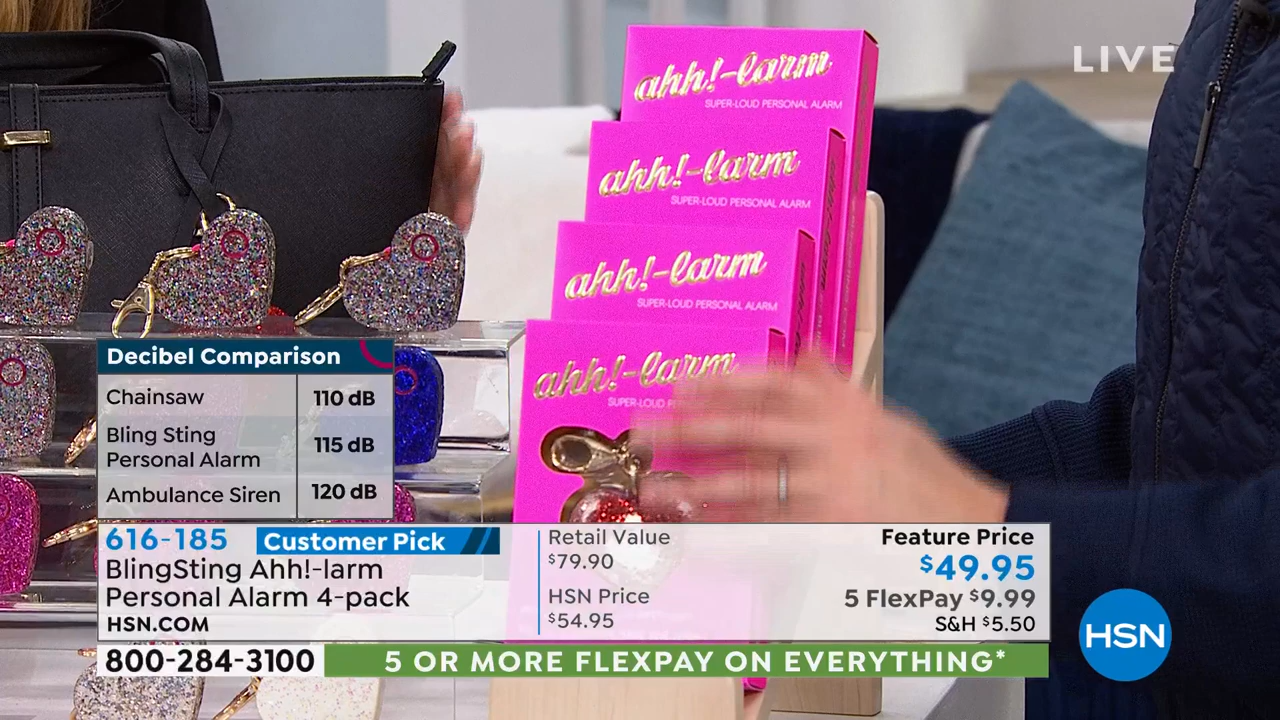 LIVE
ahh!-larm
SUPER-LOUD PERSONAL ALARM
ahh!-larm
SUPER-LOUD PERSONAL ALARM
ahh!-larm
SUPER-LOUD PERSONAL ALARM
ahh!-larm
SUPER-LOUD
Decibel Comparison
Chainsaw 110 dB
Bling Sting
Personal Alarm 115 dB
Ambulance Siren 120 dB
616-185 Customer Pick
BlingSting Ahh!-larm
Personal Alarm 4-pack
HSN.COM
Retail Value
$79.90
HSN Price
$54.95
Feature Price
$49.95
5 FlexPay $9.99
S&H $5.50
HSN
800-284-3100 5 OR MORE FLEXPAY ON EVERYTHING*